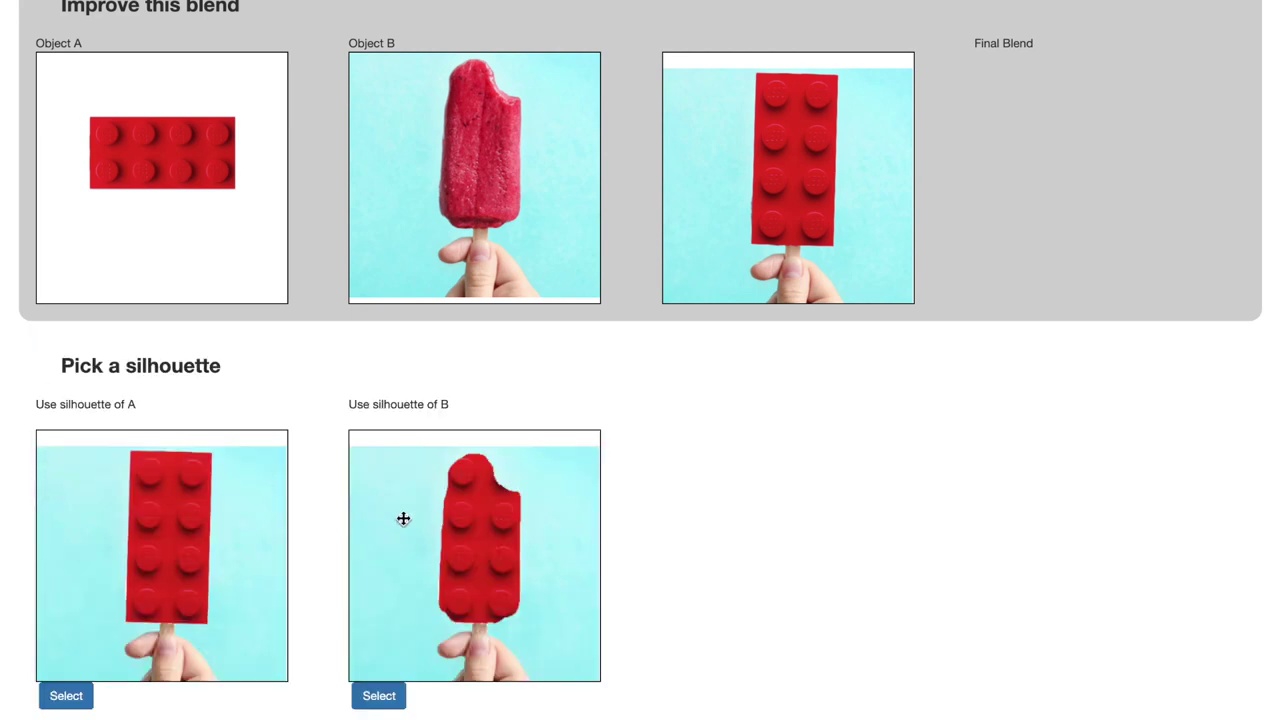 Improve this blend
Object A
Object B
Final Blend
Pick a silhouette
Use silhouette of A
Use silhouette of B
Select
Select